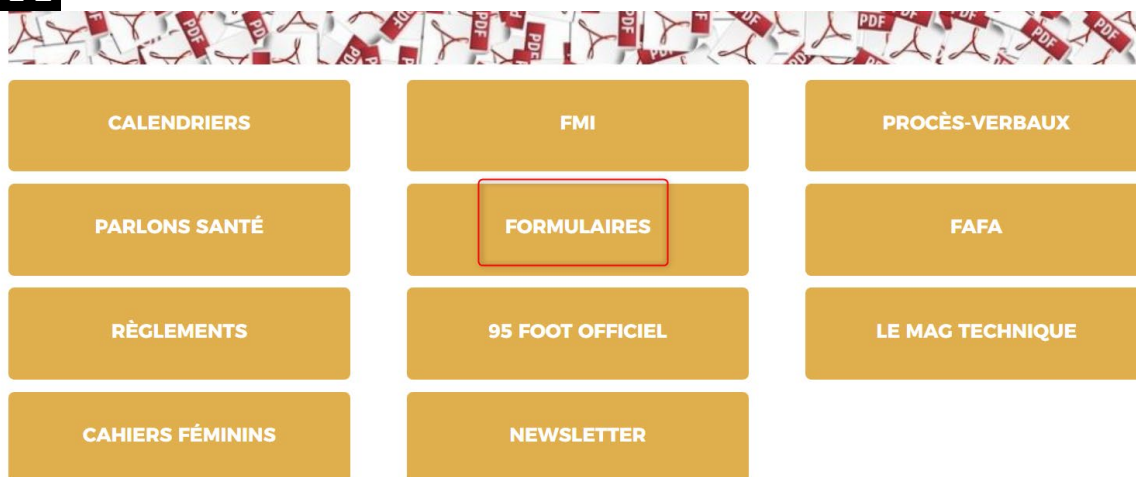 CALENDRIERS
FMI
PROCÈS-VERBAUX
PARLONS SANTÉ
FORMULAIRES
FAFA
RÈGLEMENTS
95 FOOT OFFICIEL
LE MAG TECHNIQUE
CAHIERS FÉMININS
NEWSLETTER